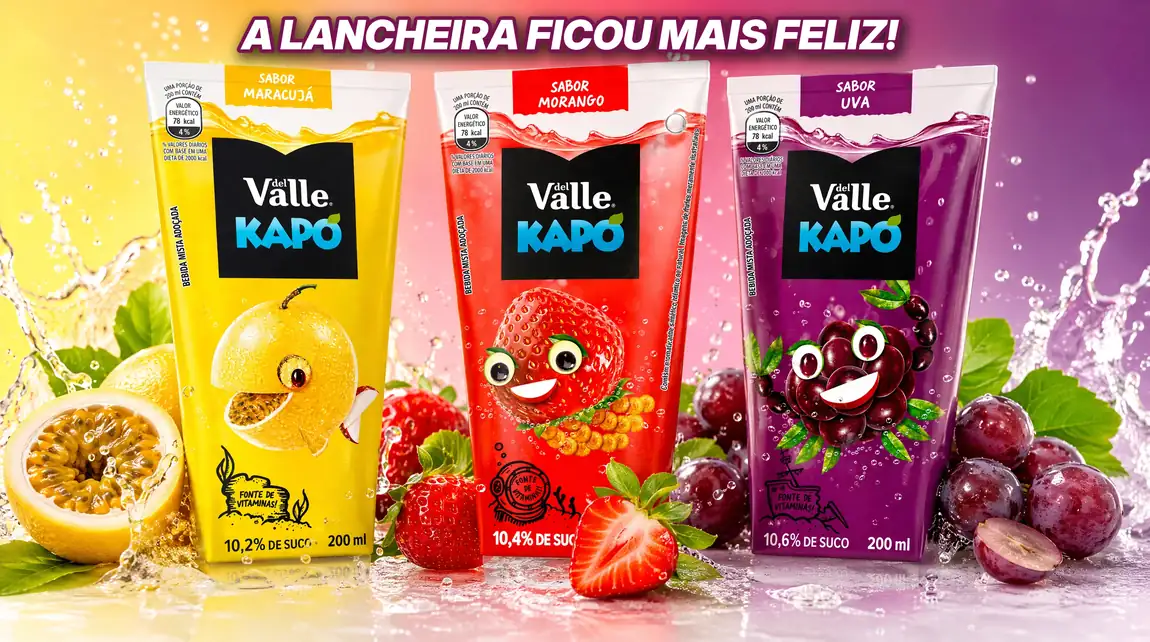 A LANCHEIRA FICOU MAIS FELIZ!
SABOR
MARACUJÁ
UMA PORÇÃO DE
200 ml CONTÉM
VALOR
ENERGÉTICO
78 kcal
4%
% VALORES DIÁRIOS
COM BASE EM UMA
DIETA DE 2000 kcal
BEBIDA MISTA ADOÇADA
del
Valle
KAPO
FONTE DE
VITAMINAS!
10,2% DE SUCO
200 ml
SABOR
MORANGO
UMA PORÇÃO DE
200 ml CONTÉM
VALOR
ENERGÉTICO
78 kcal
4%
% VALORES DIÁRIOS
COM BASE EM UMA
DIETA DE 2000 kcal
BEBIDA MISTA ADOÇADA
del
Valle
KAPO
FONTE
DE
VITAMINAS!
10,4% DE SUC
SABOR
UVA
UMA PORÇÃO DE
200 ml CONTÉM
VALOR
ENERGÉTICO
78 kcal
4%
BEBIDA MISTA ADOÇADA
del
Valle
KAPO
FONTE DE
VITAMINAS!
10,6% DE SUCO
200 ml